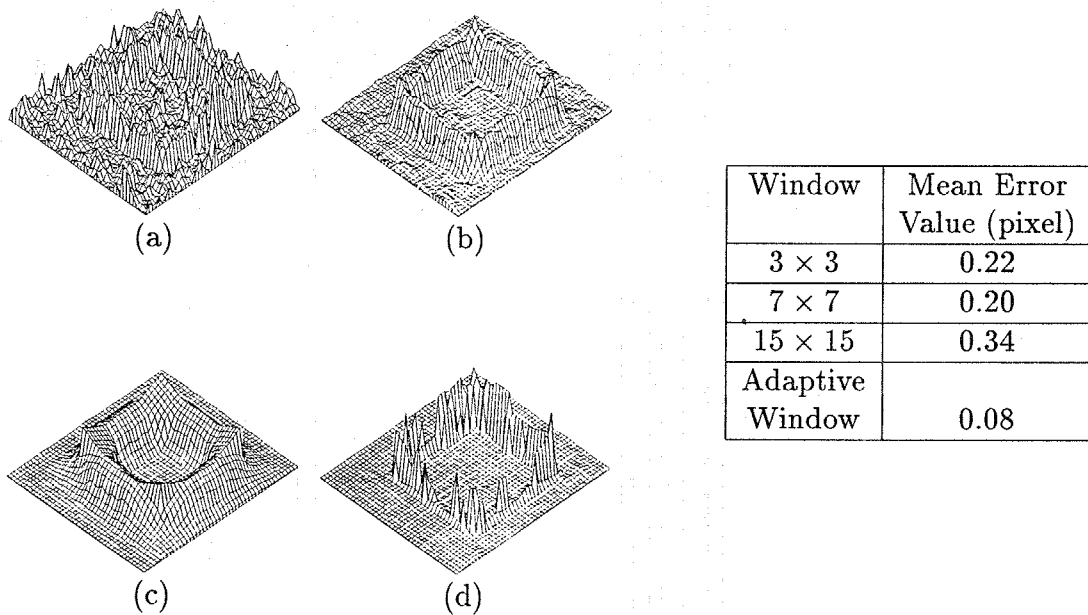 (a)
(b)
(c)
(d)
Window Mean Error
Value (pixel)
3 × 3 0.22
7 × 7 0.20
15 × 15 0.34
Adaptive
Window 0.08